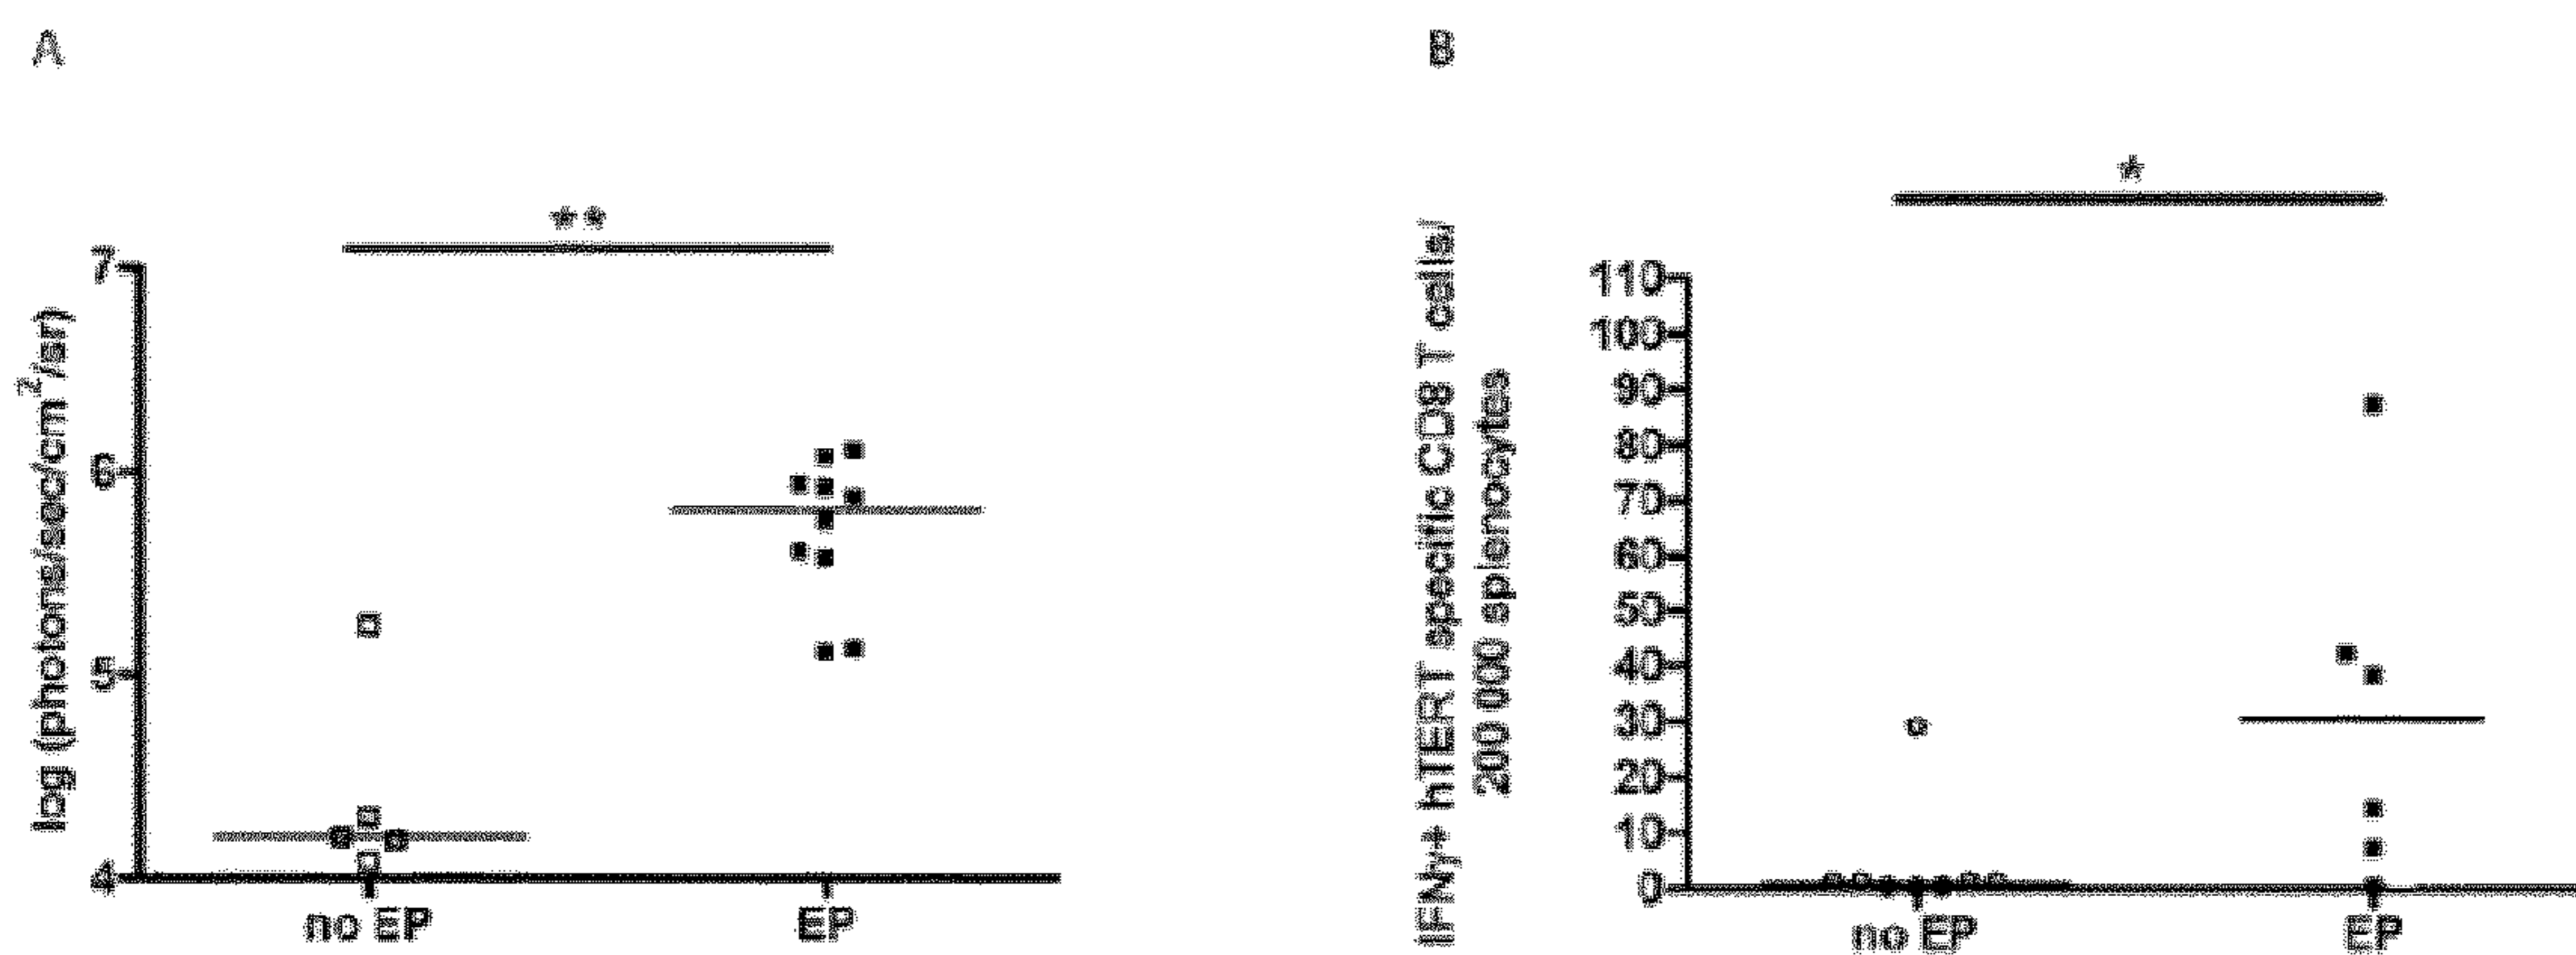 A
**
7
6
5
4
log (photons/sec/cm²/sr)
no EP
EP
B
*
110
100
90
80
70
60
50
40
30
20
10
0
IFNγ+ hTERT specific CD8 T cells/
200 000 splenocytes
no EP
EP